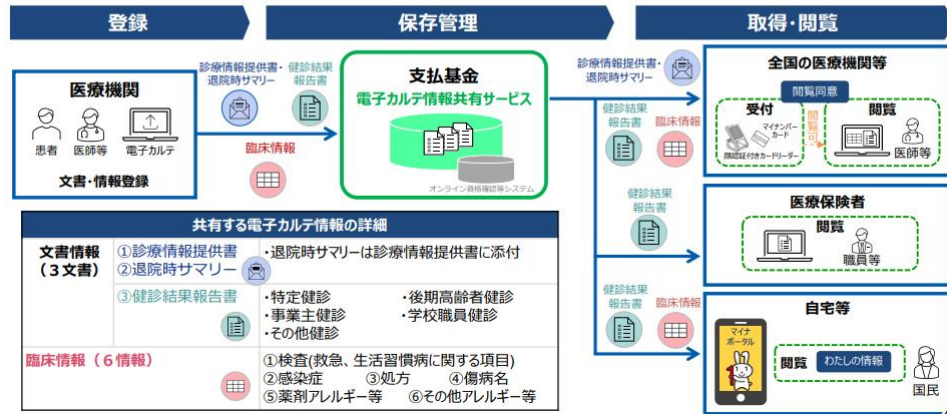 登録
保存管理
取得・閲覧
医療機関
患者
医師等
電子カルテ
文書・情報登録
診療情報提供書・
退院時サマリー
健診結果
報告書
臨床情報
支払基金
電子カルテ情報共有サービス
オンライン資格確認等システム
診療情報提供書・
退院時サマリー
健診結果
報告書
臨床情報
全国の医療機関等
閲覧同意
受付
マイナンバー
カード
顔認証付きカードリーダー
閲覧可
閲覧
医師等
健診結果
報告書
医療保険者
閲覧
職員等
健診結果
報告書
臨床情報
自宅等
マイナ
ポータル
閲覧
わたしの情報
国民
共有する電子カルテ情報の詳細
文書情報
(3文書)
①診療情報提供書
②退院時サマリー
・退院時サマリーは診療情報提供書に添付
③健診結果報告書
・特定健診 ・後期高齢者健診
・事業主健診 ・学校職員健診
・その他健診
臨床情報(6情報)
①検査(救急、生活習慣病に関する項目)
②感染症 ③処方 ④傷病名
⑤薬剤アレルギー等 ⑥その他アレルギー等